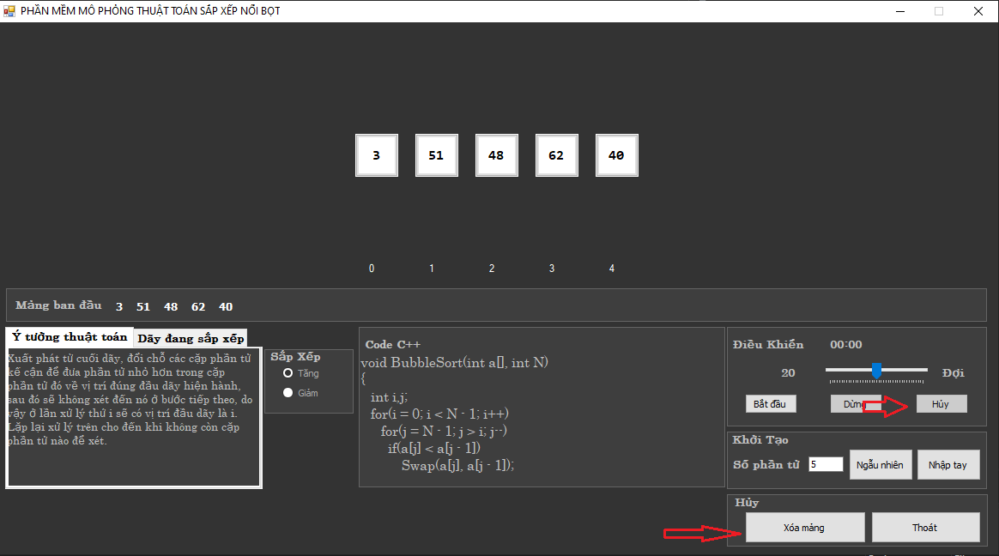 PHẦN MỀM MÔ PHỎNG THUẬT TOÁN SẮP XẾP NỔI BỌT
3 51 48 62 40
0 1 2 3 4
Mảng ban đầu 3 51 48 62 40
Ý tưởng thuật toán Dãy đang sắp xếp
Xuất phát từ cuối dãy, đổi chỗ các cặp phần tử
kế cận để đưa phần tử nhỏ hơn trong cặp
phần tử đó về vị trí đúng đầu dãy hiện hành,
sau đó sẽ không xét đến nó ở bước tiếp theo, do
vậy ở lần xử lý thứ i sẽ có vị trí đầu dãy là i.
Lặp lại xử lý trên cho đến khi không còn cặp
phần tử nào để xét.
Sắp Xếp
Tăng
Giảm
Code C++
void BubbleSort(int a[], int N)
{
int i,j;
for(i = 0; i < N - 1; i++)
for(j = N - 1; j > i; j--)
if(a[j] < a[j - 1])
Swap(a[j], a[j - 1]);
Điều Khiển 00:00
20 Đợi
Bắt đầu Dừng Hủy
Khởi Tạo
Số phần tử 5 Ngẫu nhiên Nhập tay
Hủy
Xóa mảng Thoát